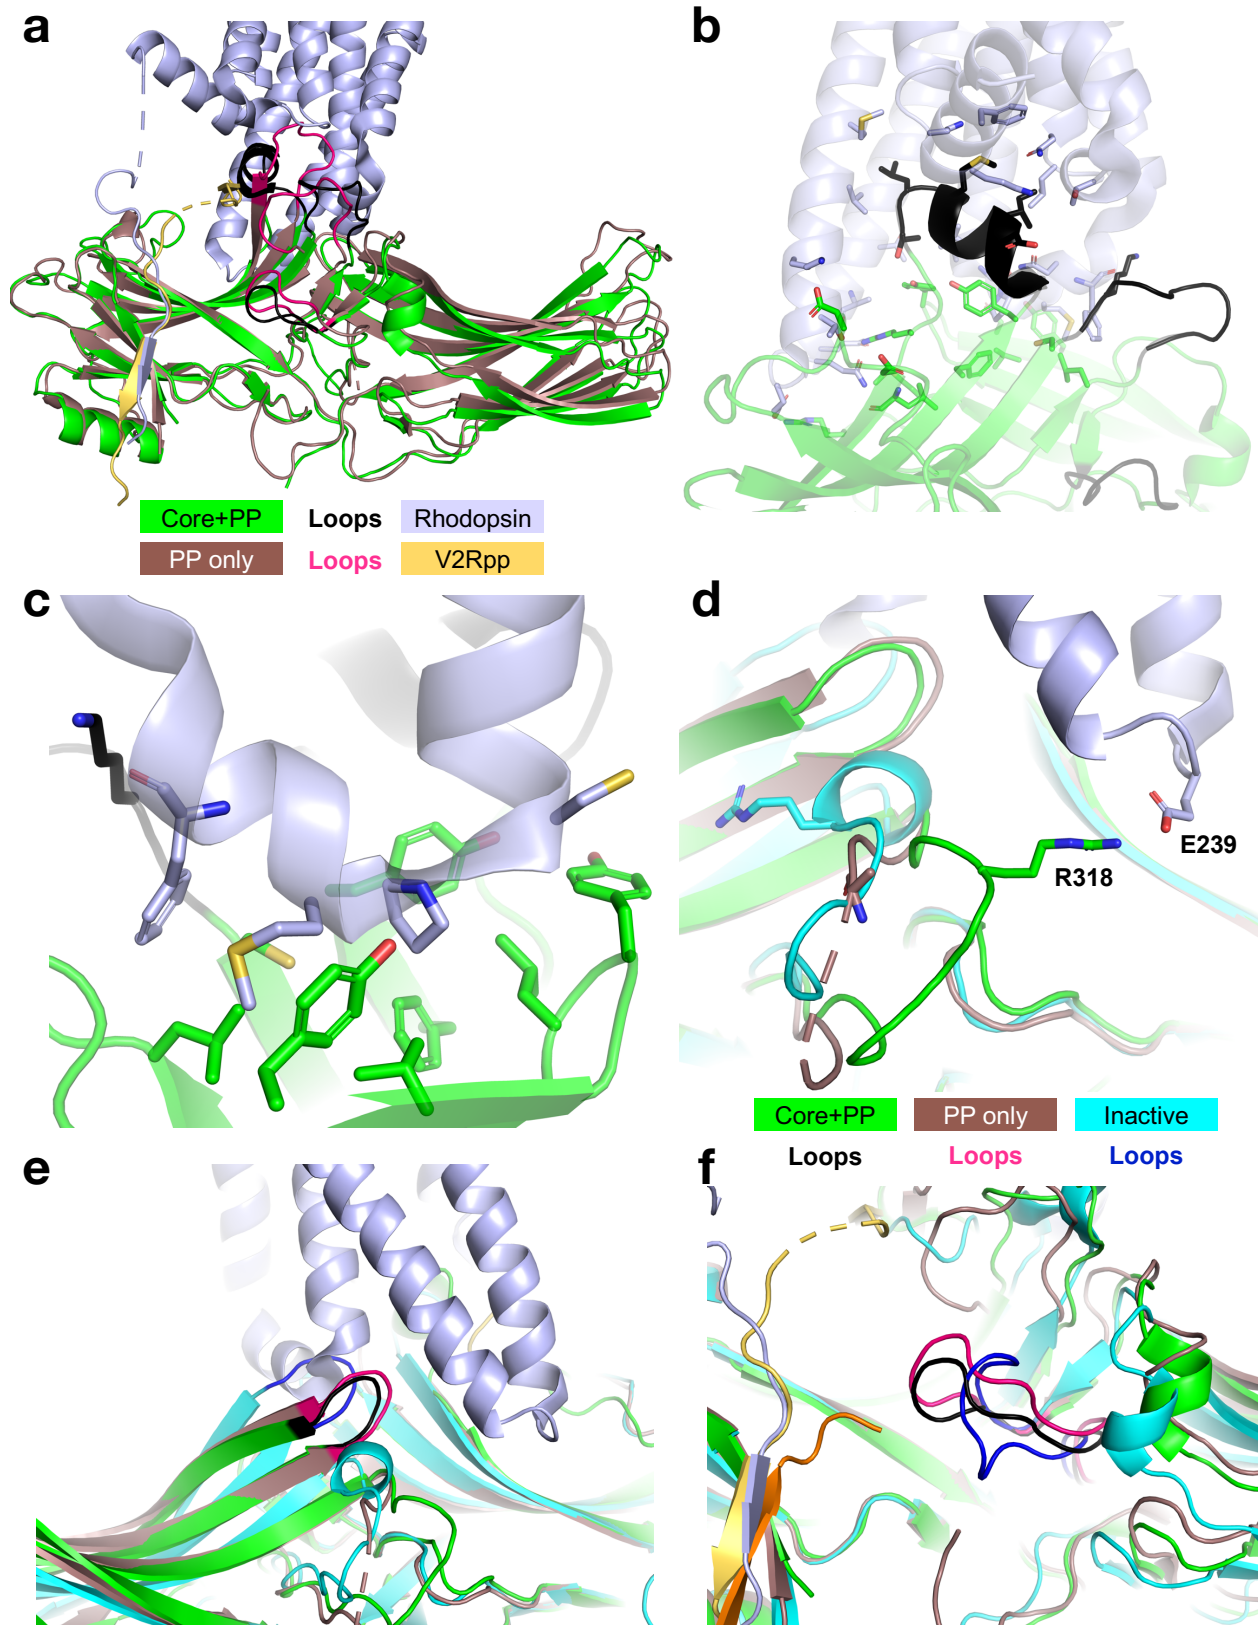 a
b
Core+PP Loops Rhodopsin
PP only Loops V2Rpp
c
d
E239
R318
Core+PP PP only Inactive
Loops Loops Loops
e
f